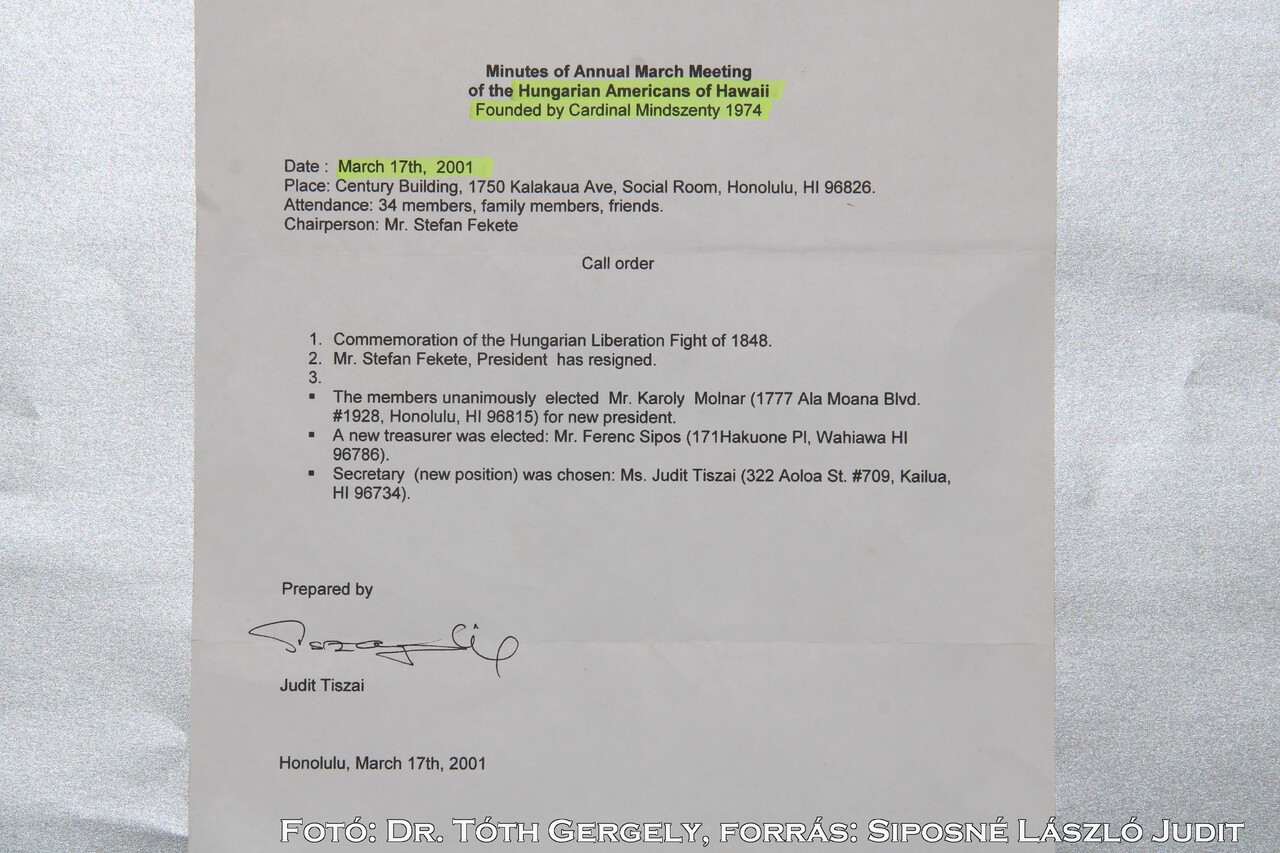 Minutes of Annual March Meeting
of the Hungarian Americans of Hawaii
Founded by Cardinal Mindszenty 1974
Date : March 17th, 2001
Place: Century Building, 1750 Kalakaua Ave, Social Room, Honolulu, HI 96826.
Attendance: 34 members, family members, friends.
Chairperson: Mr. Stefan Fekete
Call order
1. Commemoration of the Hungarian Liberation Fight of 1848.
2. Mr. Stefan Fekete, President has resigned.
3.
▪ The members unanimously elected Mr. Karoly Molnar (1777 Ala Moana Blvd.
#1928, Honolulu, HI 96815) for new president.
▪ A new treasurer was elected: Mr. Ferenc Sipos (171Hakuone Pl, Wahiawa HI
96786).
▪ Secretary (new position) was chosen: Ms. Judit Tiszai (322 Aoloa St. #709, Kailua,
HI 96734).
Prepared by
Judit Tiszai
Honolulu, March 17th, 2001
Fotó: Dr. Tóth Gergely, forrás: Siposné László Judit